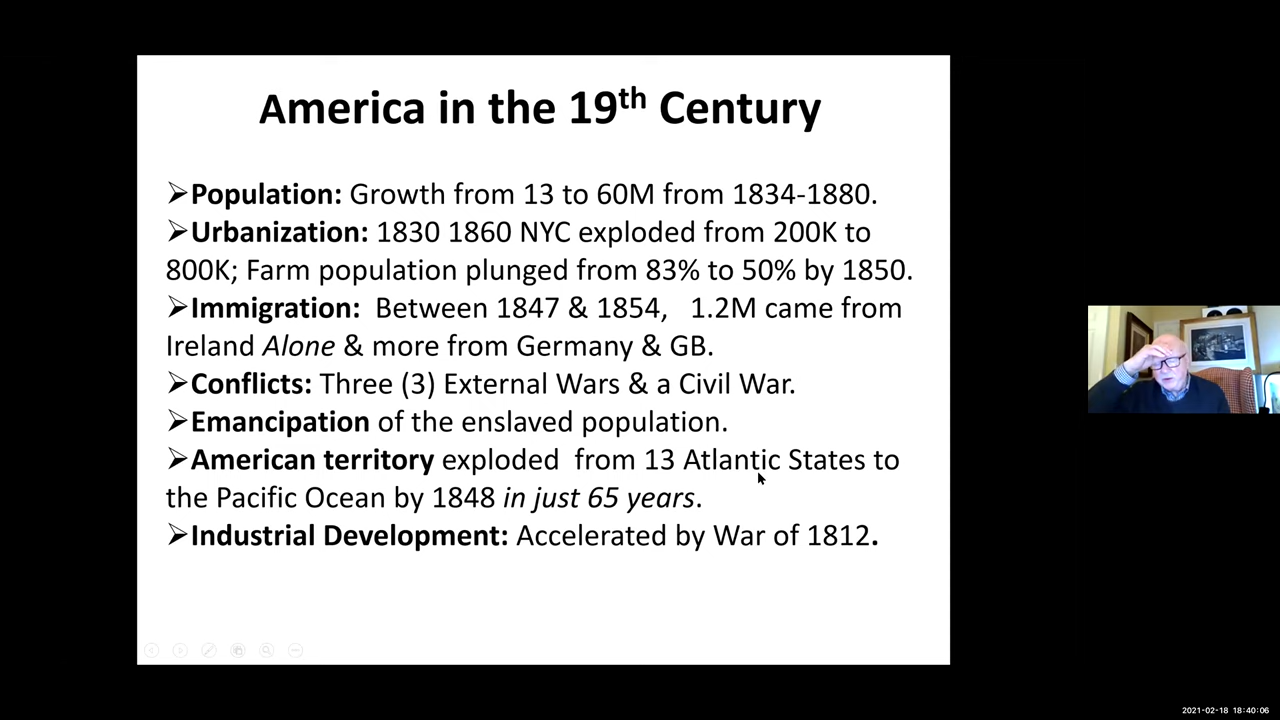 America in the 19th Century
➢Population: Growth from 13 to 60M from 1834-1880.
➢Urbanization: 1830 1860 NYC exploded from 200K to
800K; Farm population plunged from 83% to 50% by 1850.
➢Immigration:  Between 1847 & 1854,   1.2M came from
Ireland Alone & more from Germany & GB.
➢Conflicts: Three (3) External Wars & a Civil War.
➢Emancipation of the enslaved population.
➢American territory exploded  from 13 Atlantic States to
the Pacific Ocean by 1848 in just 65 years.
➢Industrial Development: Accelerated by War of 1812.
2021-02-18 18:40:06